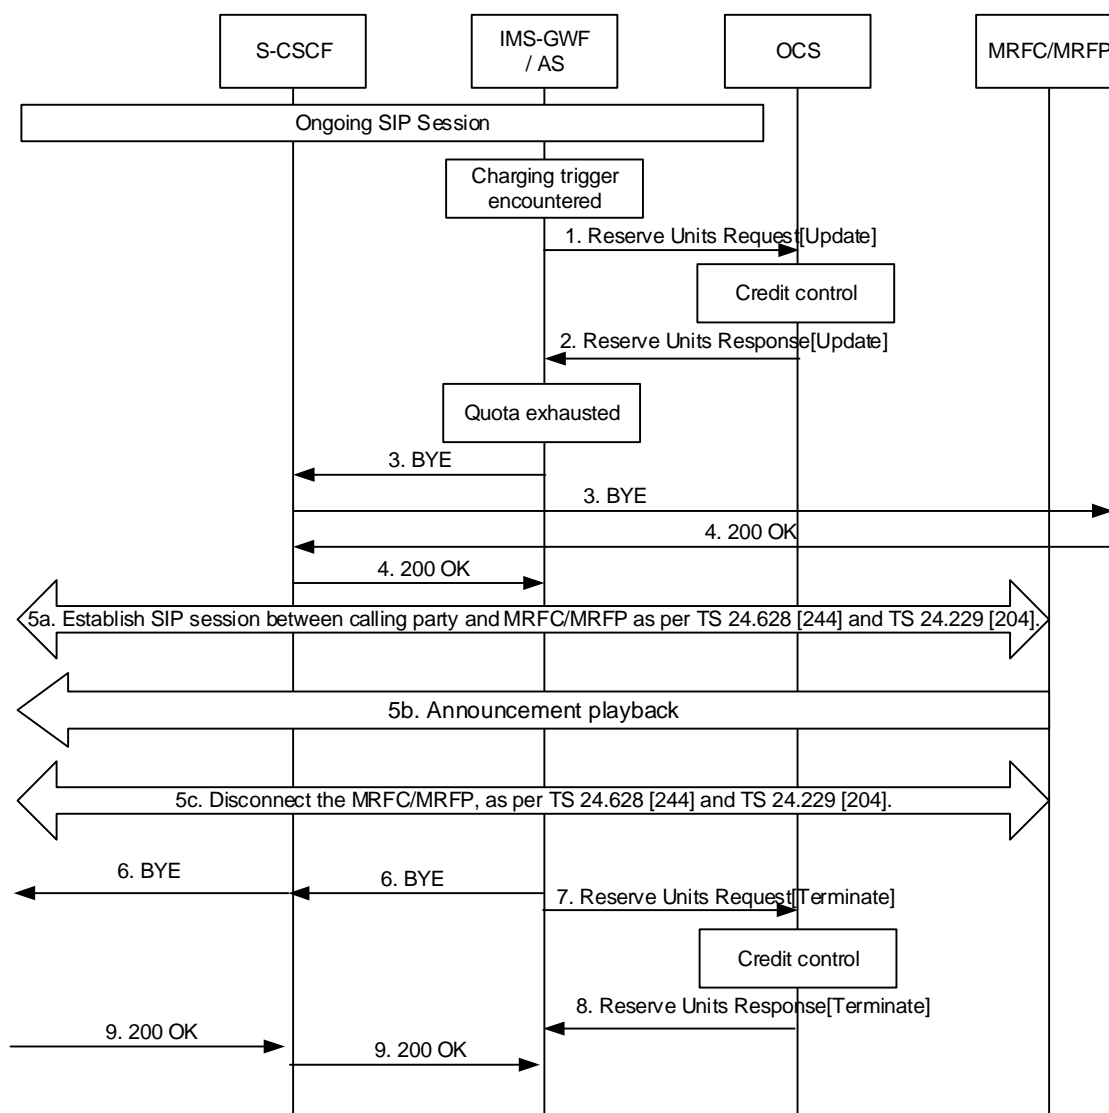 S-CSCF
IMS-GWF
/ AS
OCS
MRFC/MRFP
Ongoing SIP Session
Charging trigger
encountered
1. Reserve Units Request[Update]
Credit control
2. Reserve Units Response[Update]
Quota exhausted
3. BYE
3. BYE
4. 200 OK
4. 200 OK
5a. Establish SIP session between calling party and MRFC/MRFP as per TS 24.628 [244] and TS 24.229 [204].
5b. Announcement playback
5c. Disconnect the MRFC/MRFP, as per TS 24.628 [244] and TS 24.229 [204].
6. BYE
6. BYE
7. Reserve Units Request[Terminate]
Credit control
8. Reserve Units Response[Terminate]
9. 200 OK
9. 200 OK